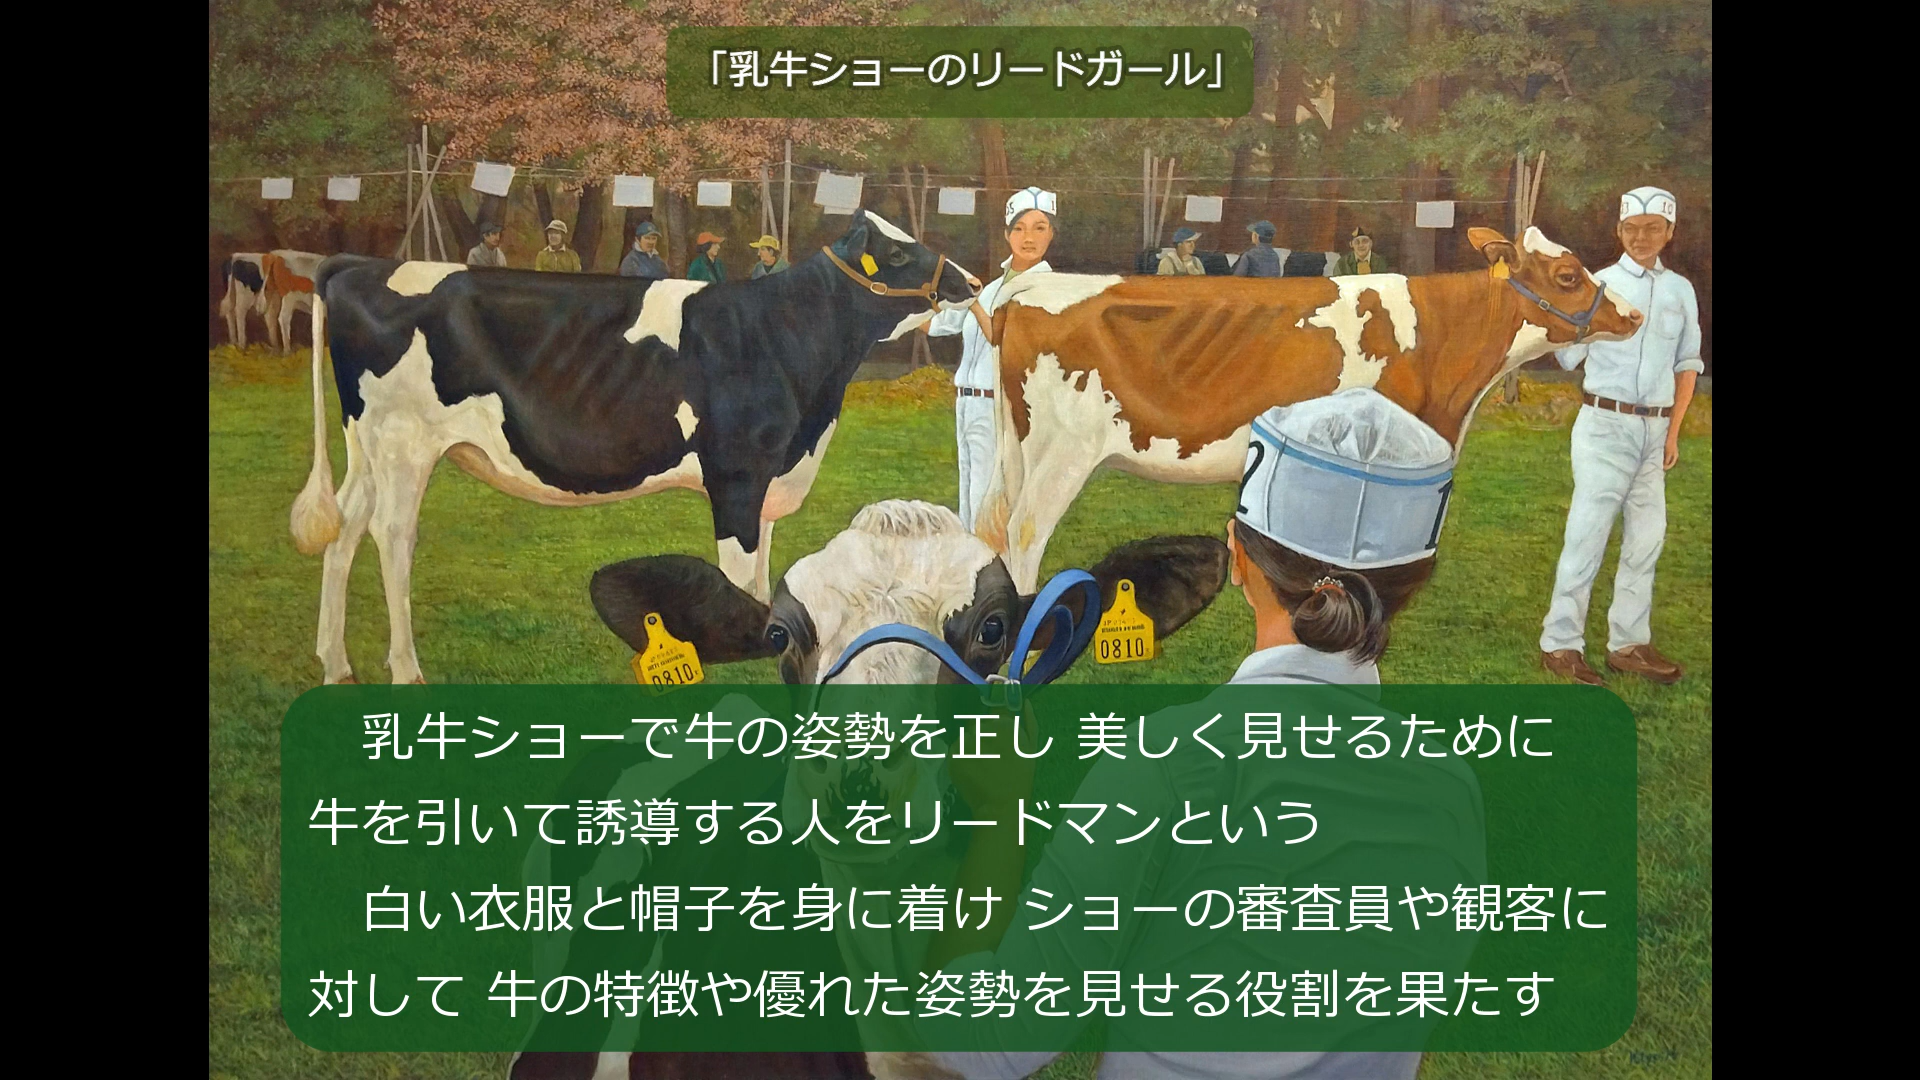 「乳牛ショーのリードガール」
0810
0810
2
1
乳牛ショーで牛の姿勢を正し 美しく見せるために
牛を引いて誘導する人をリードマンという
白い衣服と帽子を身に着け ショーの審査員や観客に
対して 牛の特徴や優れた姿勢を見せる役割を果たす